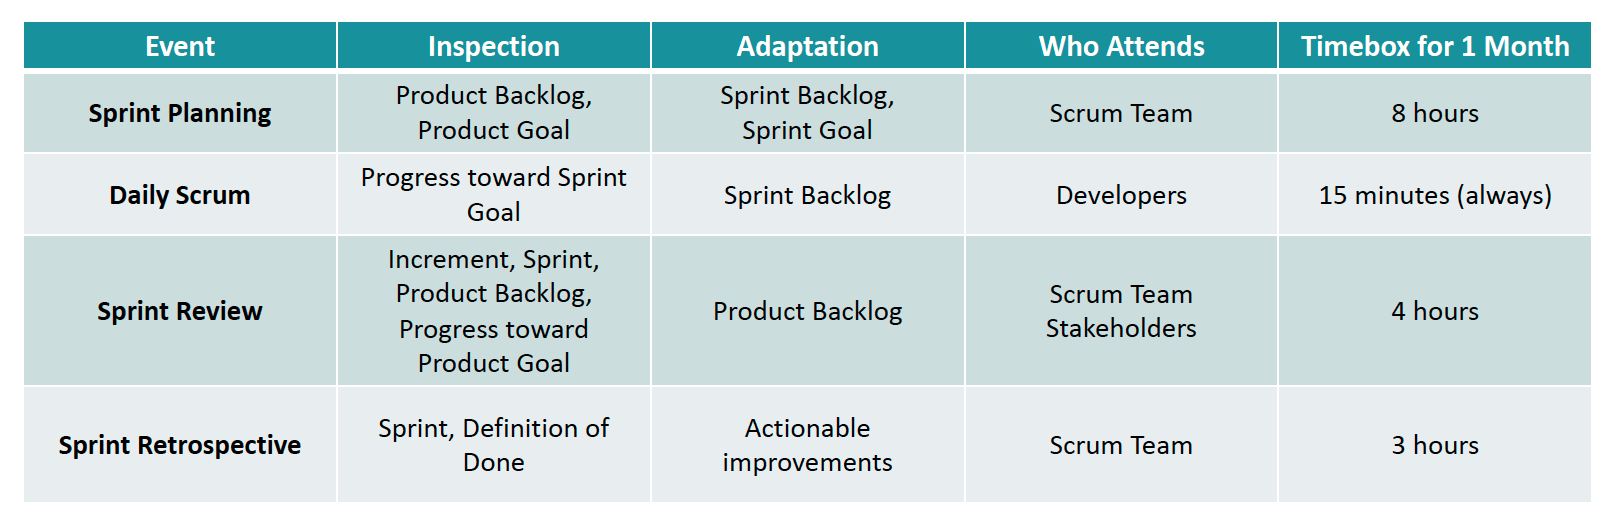 Event Inspection Adaptation Who Attends Timebox for 1 Month
Sprint Planning
Product Backlog,
Product Goal
Sprint Backlog,
Sprint Goal
Scrum Team
8 hours
Daily Scrum
Progress toward Sprint
Goal
Sprint Backlog
Developers
15 minutes (always)
Sprint Review
Increment, Sprint,
Product Backlog,
Progress toward
Product Goal
Product Backlog
Scrum Team
Stakeholders
4 hours
Sprint Retrospective
Sprint, Definition of
Done
Actionable
improvements
Scrum Team
3 hours